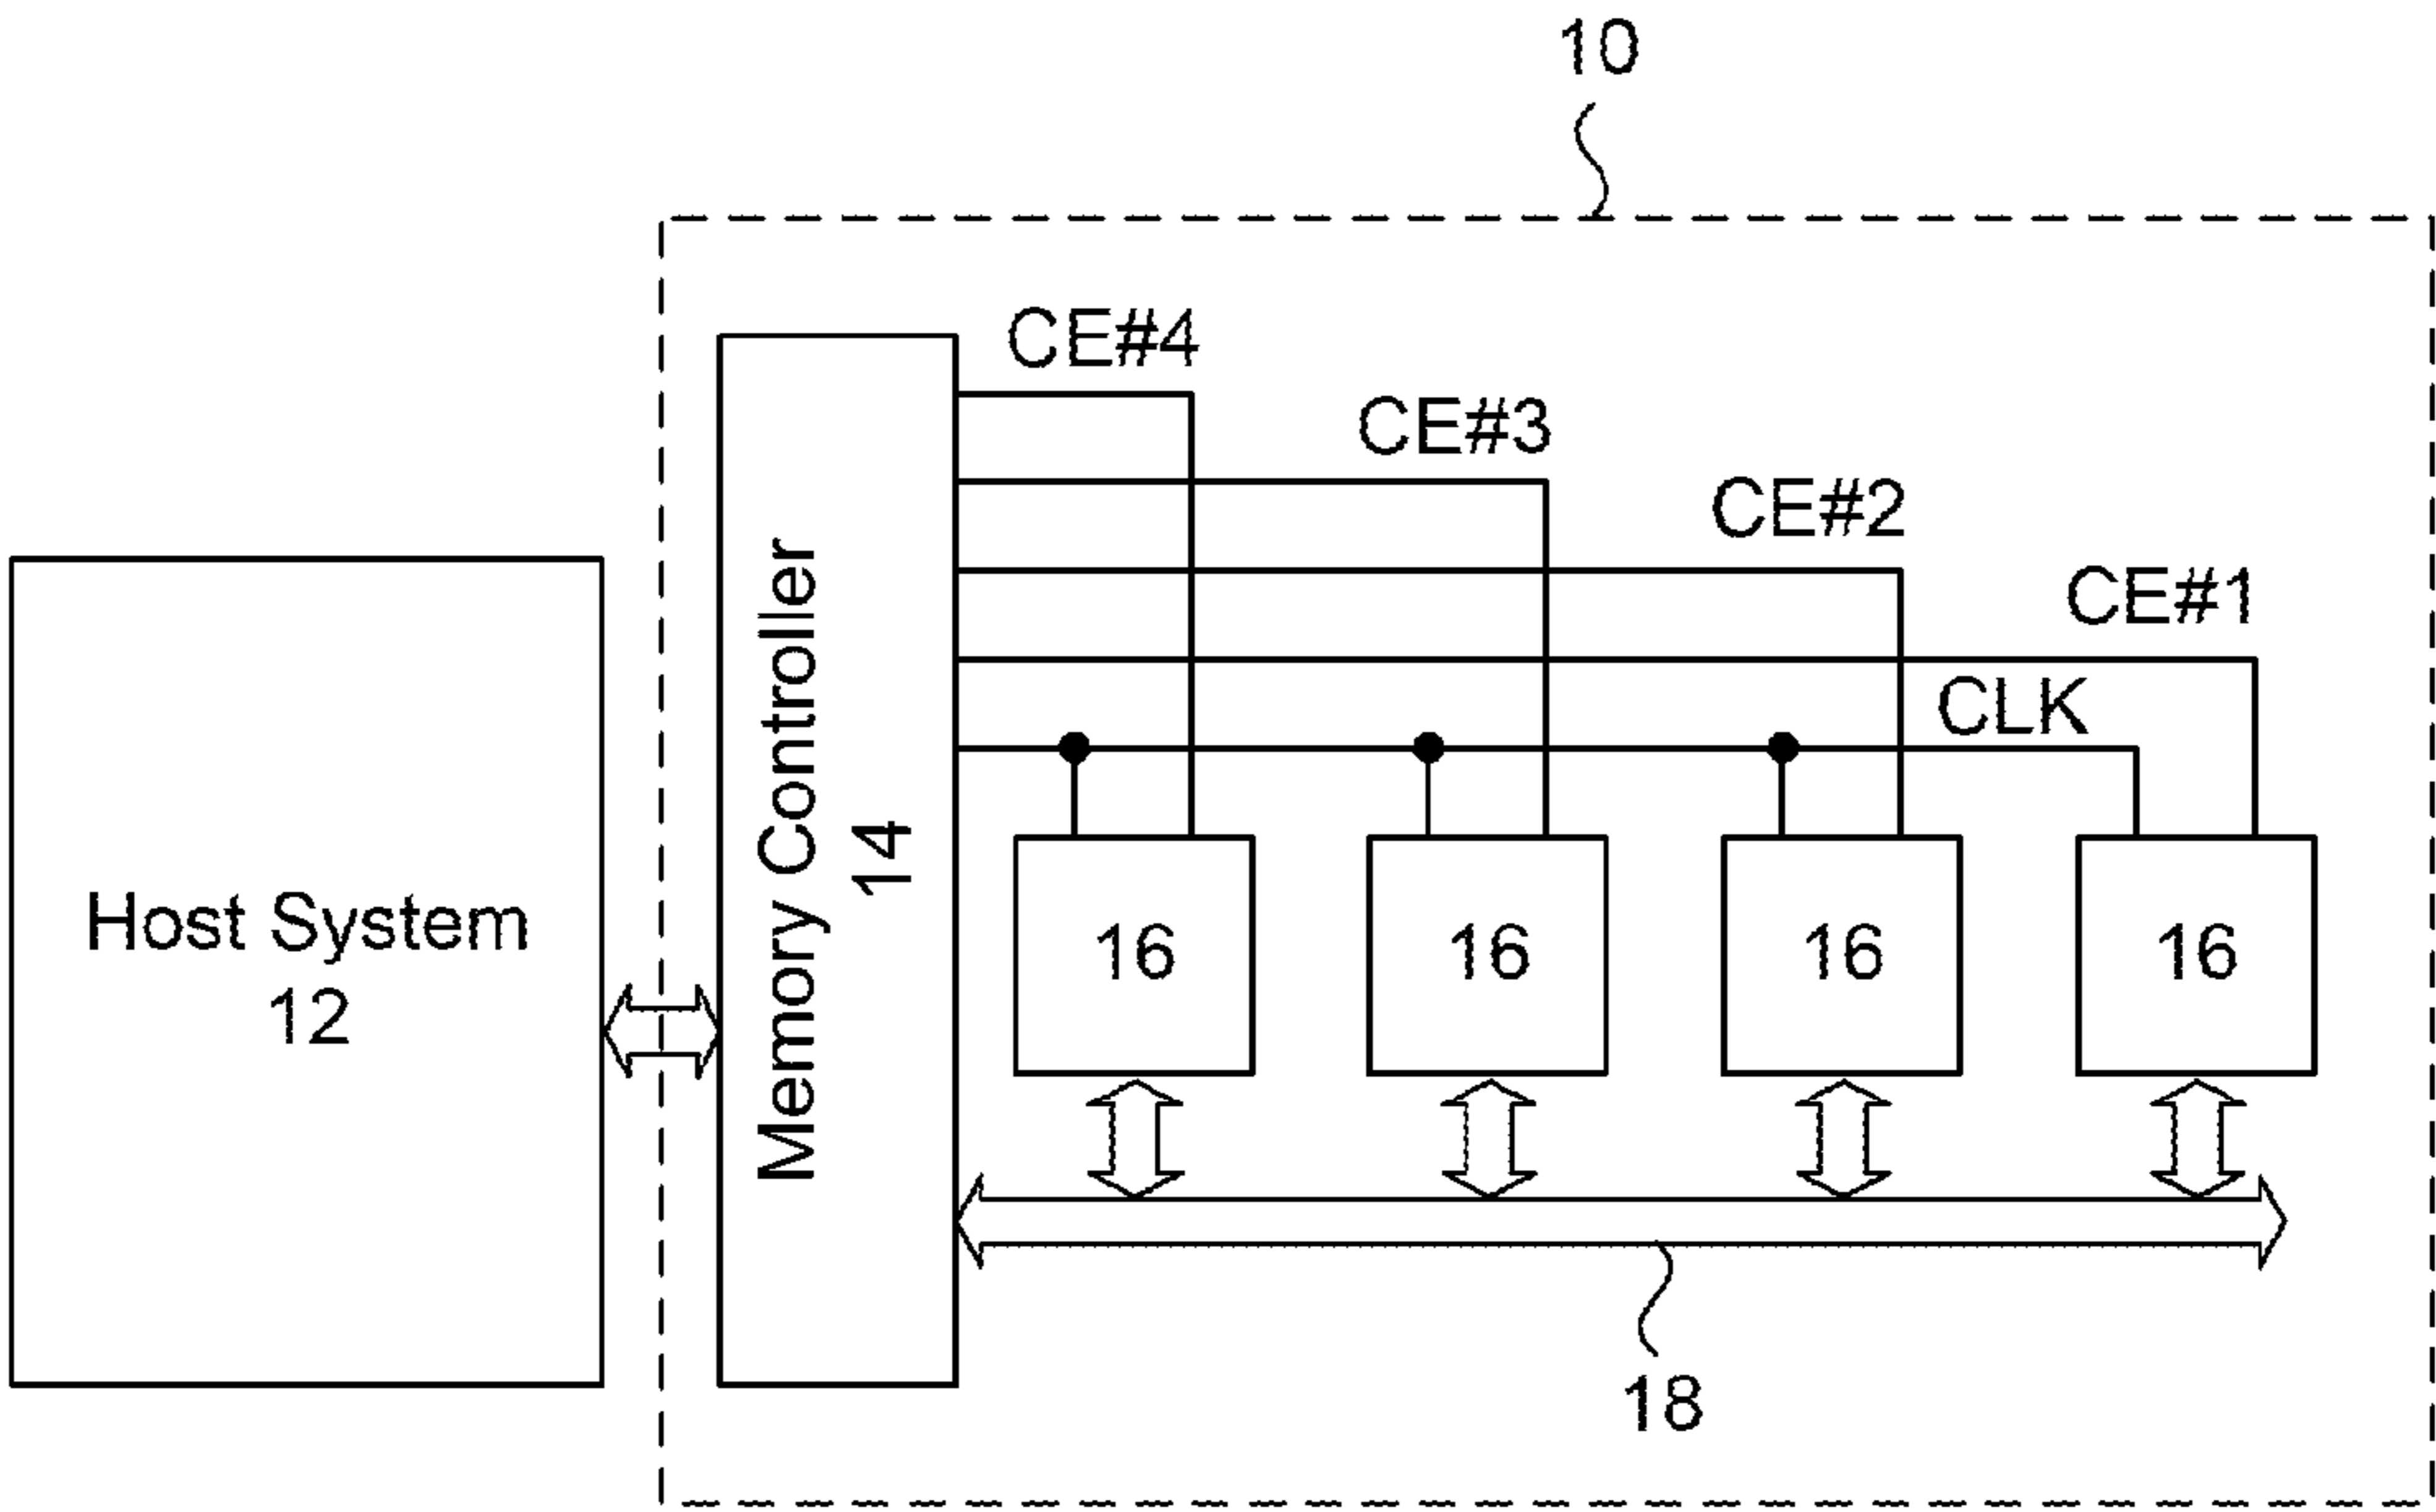 10
CE#4
CE#3
CE#2
CE#1
CLK
Memory Controller
14
Host System
12
16
16
16
16
18